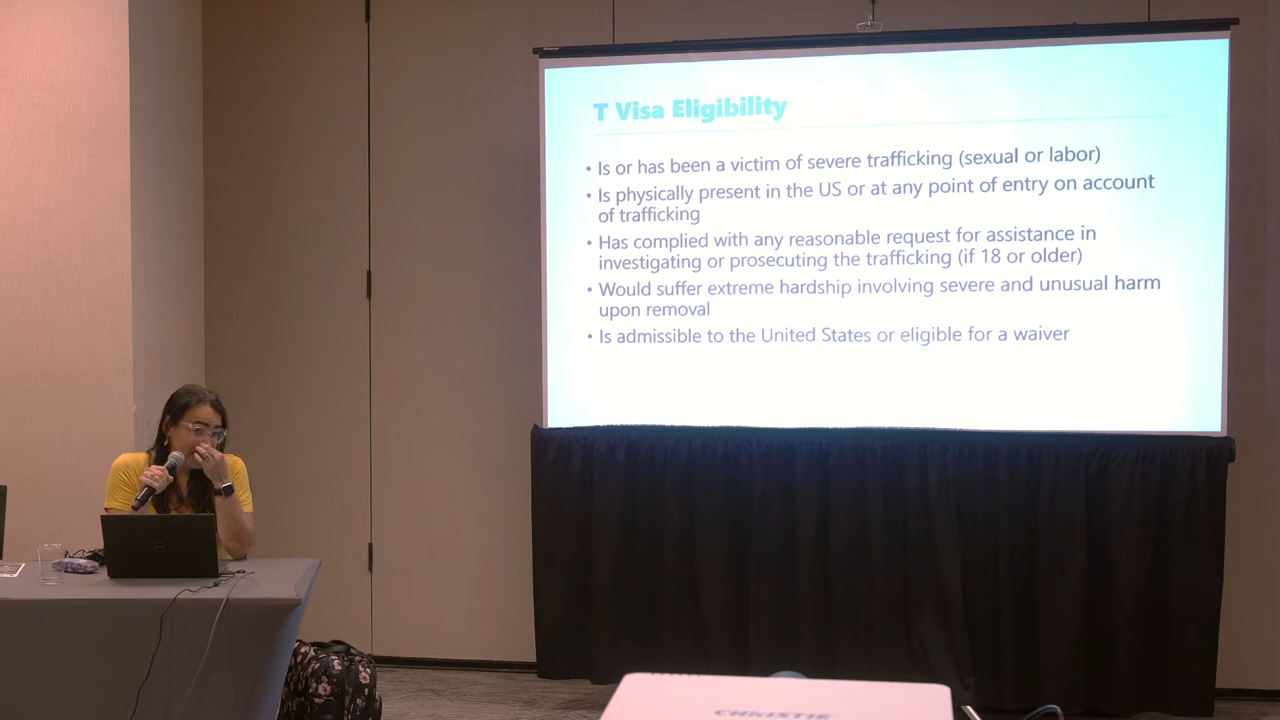 T Visa Eligibility
• Is or has been a victim of severe trafficking (sexual or labor)
• Is physically present in the US or at any point of entry on account
of trafficking
• Has complied with any reasonable request for assistance in
investigating or prosecuting the trafficking (if 18 or older)
• Would suffer extreme hardship involving severe and unusual harm
upon removal
• Is admissible to the United States or eligible for a waiver
CHRISTIE